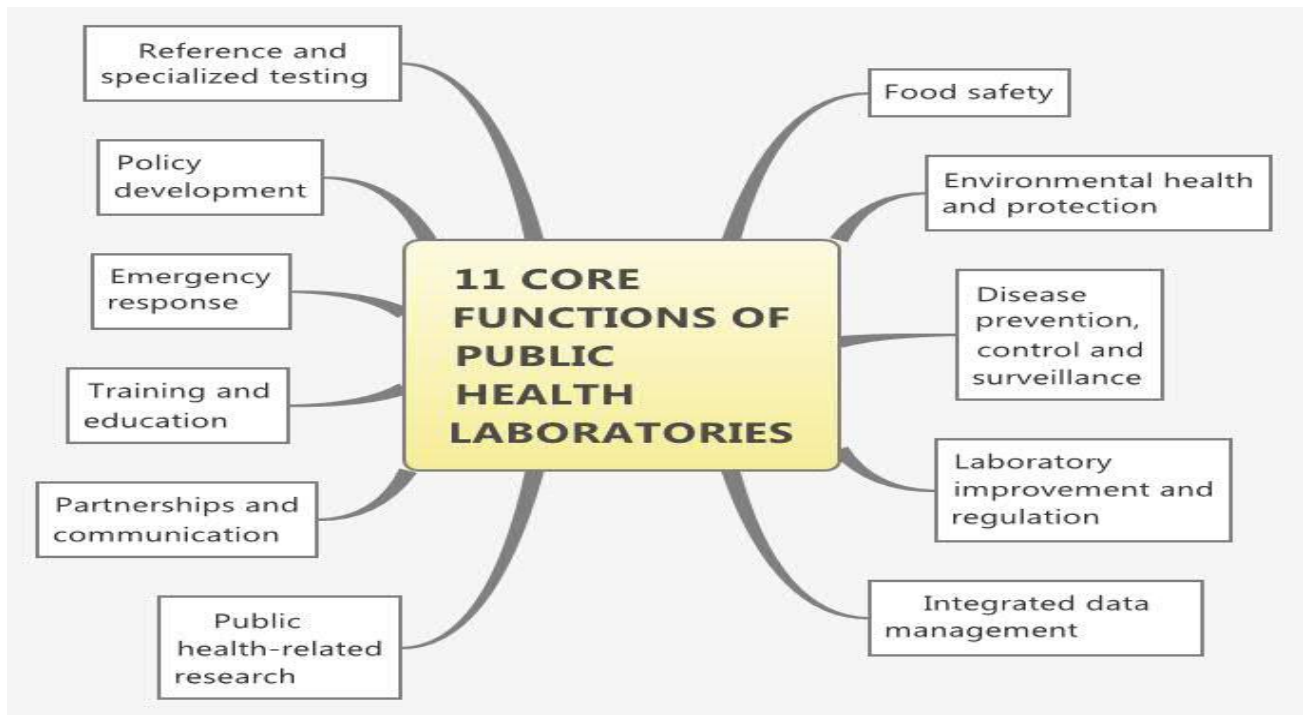 Reference and
specialized testing
Policy
development
Emergency
response
Training and
education
Partnerships and
communication
Public
health-related
research
11 CORE
FUNCTIONS OF
PUBLIC
HEALTH
LABORATORIES
Food safety
Environmental health
and protection
Disease
prevention,
control and
surveillance
Laboratory
improvement and
regulation
Integrated data
management